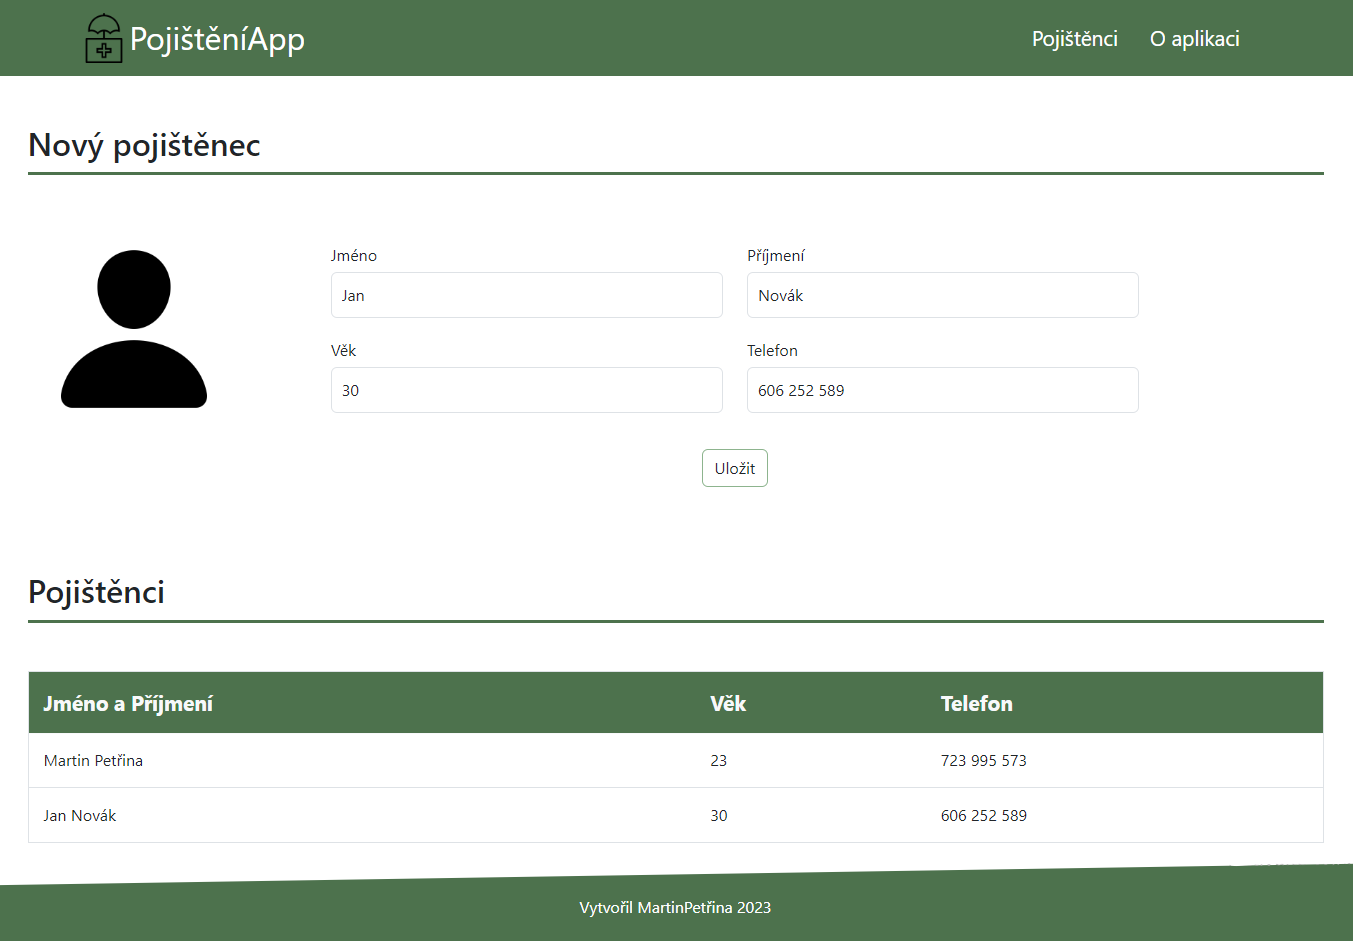 PojištěníApp Pojištěnci O aplikaci
Nový pojištěnec
Jméno Příjmení
Jan Novák
Věk Telefon
30 606 252 589
Uložit
Pojištěnci
Jméno a Příjmení Věk Telefon
Martin Petřina 23 723 995 573
Jan Novák 30 606 252 589
Vytvořil MartinPetřina 2023